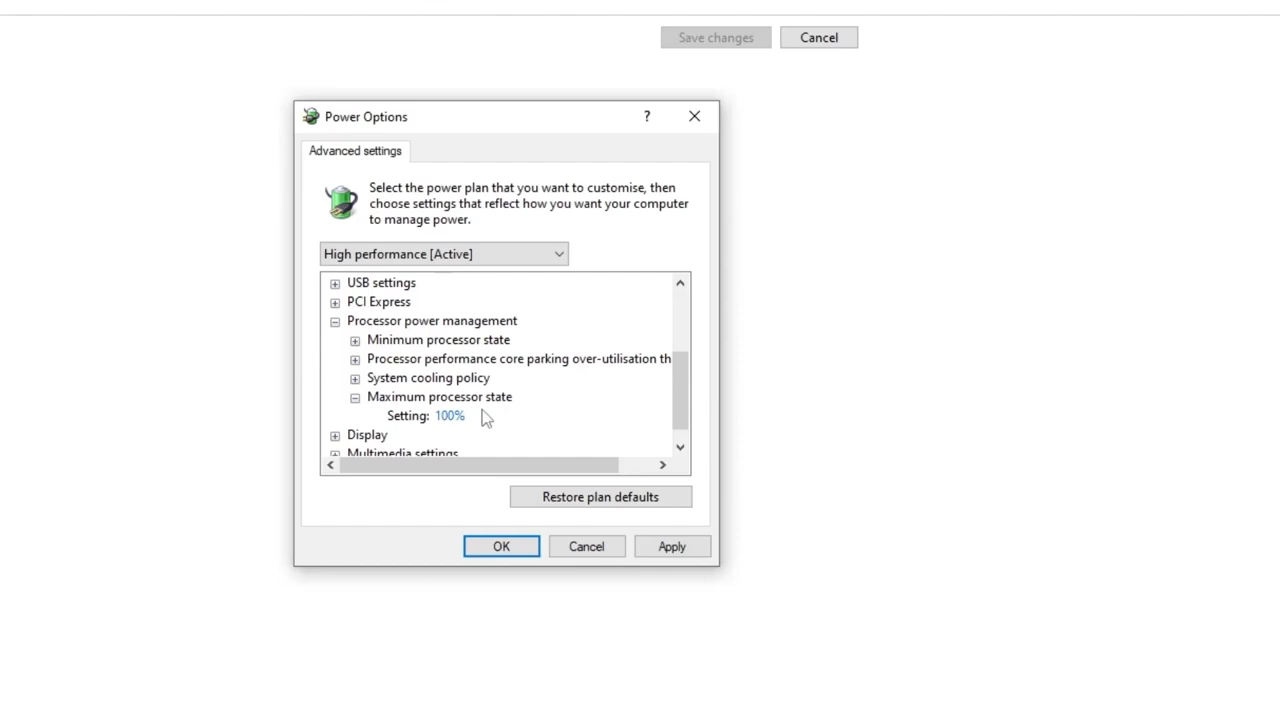 Save changes
Cancel
Power Options
?
Advanced settings
Select the power plan that you want to customise, then
choose settings that reflect how you want your computer
to manage power.
High performance [Active]
USB settings
PCI Express
Processor power management
Minimum processor state
Processor performance core parking over-utilisation th
System cooling policy
Maximum processor state
Setting: 100%
Display
Multimedia settings
Restore plan defaults
OK
Cancel
Apply